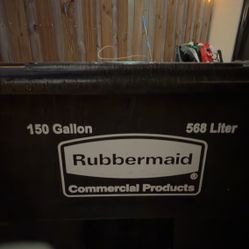 150 Gallon 568 Liter
Rubbermaid®
Commercial Products